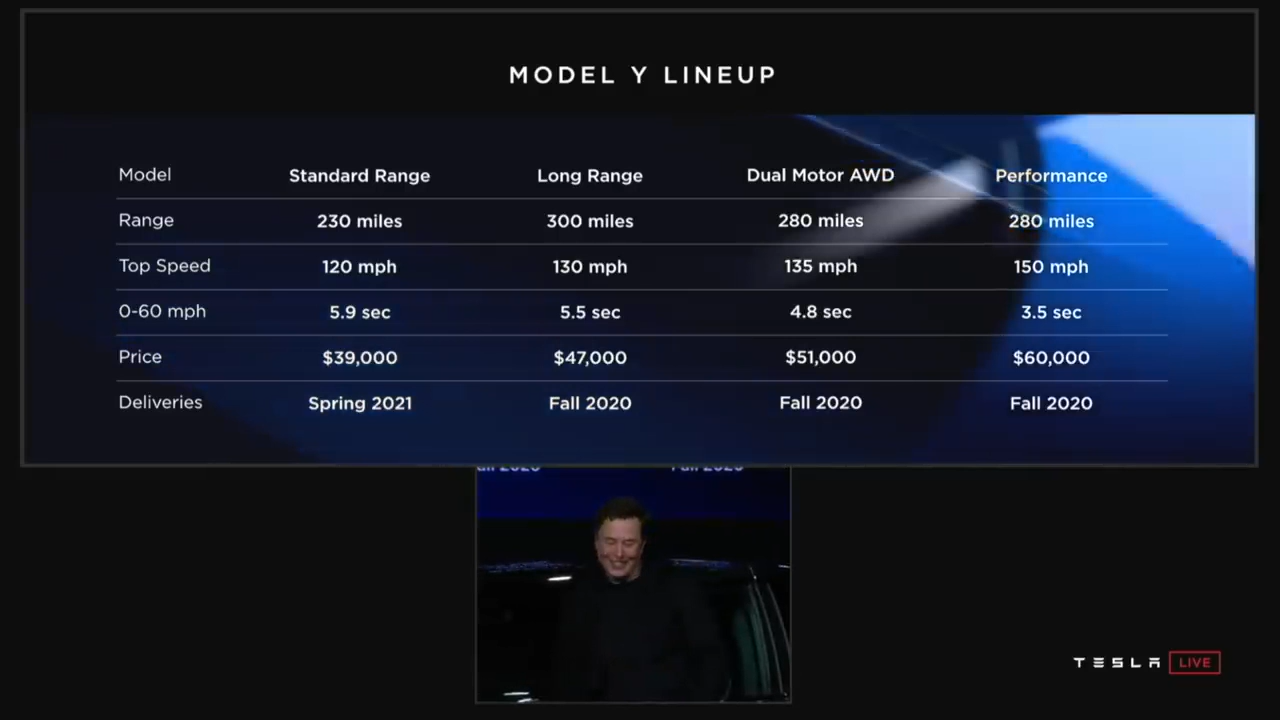 MODEL Y LINEUP
Model Standard Range Long Range Dual Motor AWD Performance
Range 230 miles 300 miles 280 miles 280 miles
Top Speed 120 mph 130 mph 135 mph 150 mph
0-60 mph 5.9 sec 5.5 sec 4.8 sec 3.5 sec
Price $39,000 $47,000 $51,000 $60,000
Deliveries Spring 2021 Fall 2020 Fall 2020 Fall 2020
TESLA LIVE